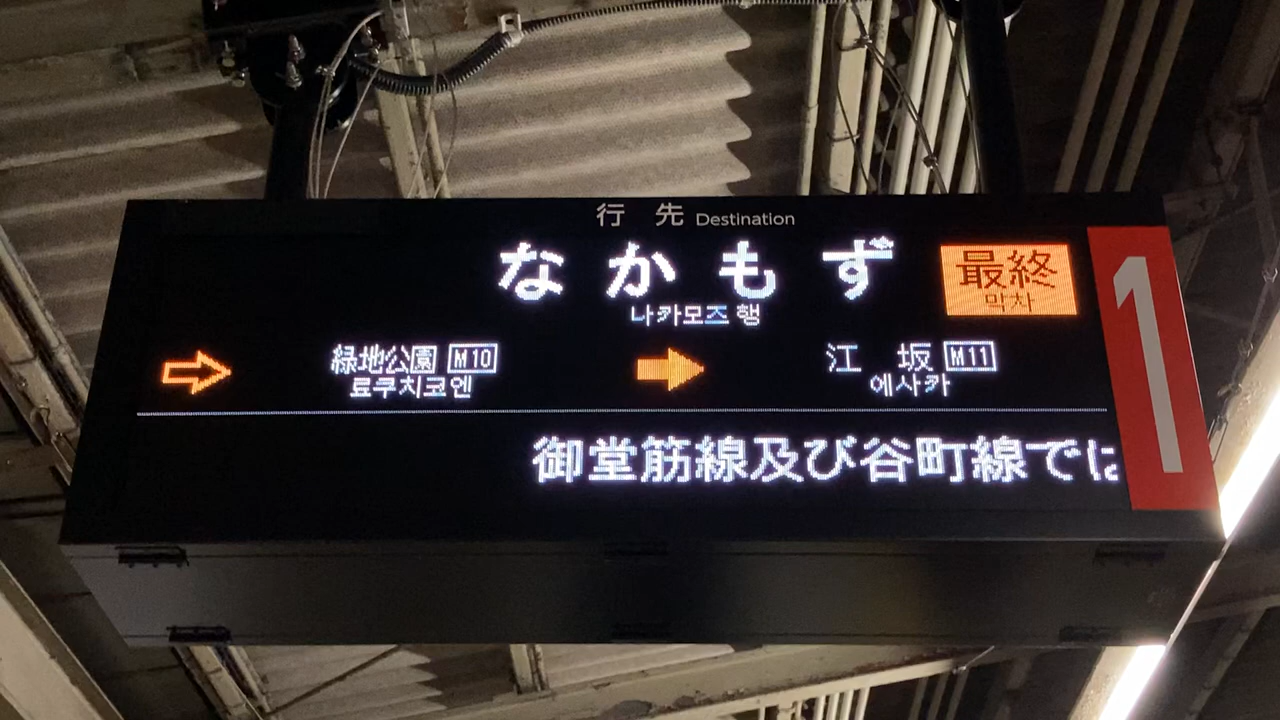 行 先 Destination
なかもず 最終
나카모즈 행 막차
緑地公園 M10 江 坂 M11
료쿠치코엔 에사카
御堂筋線及び谷町線では
1